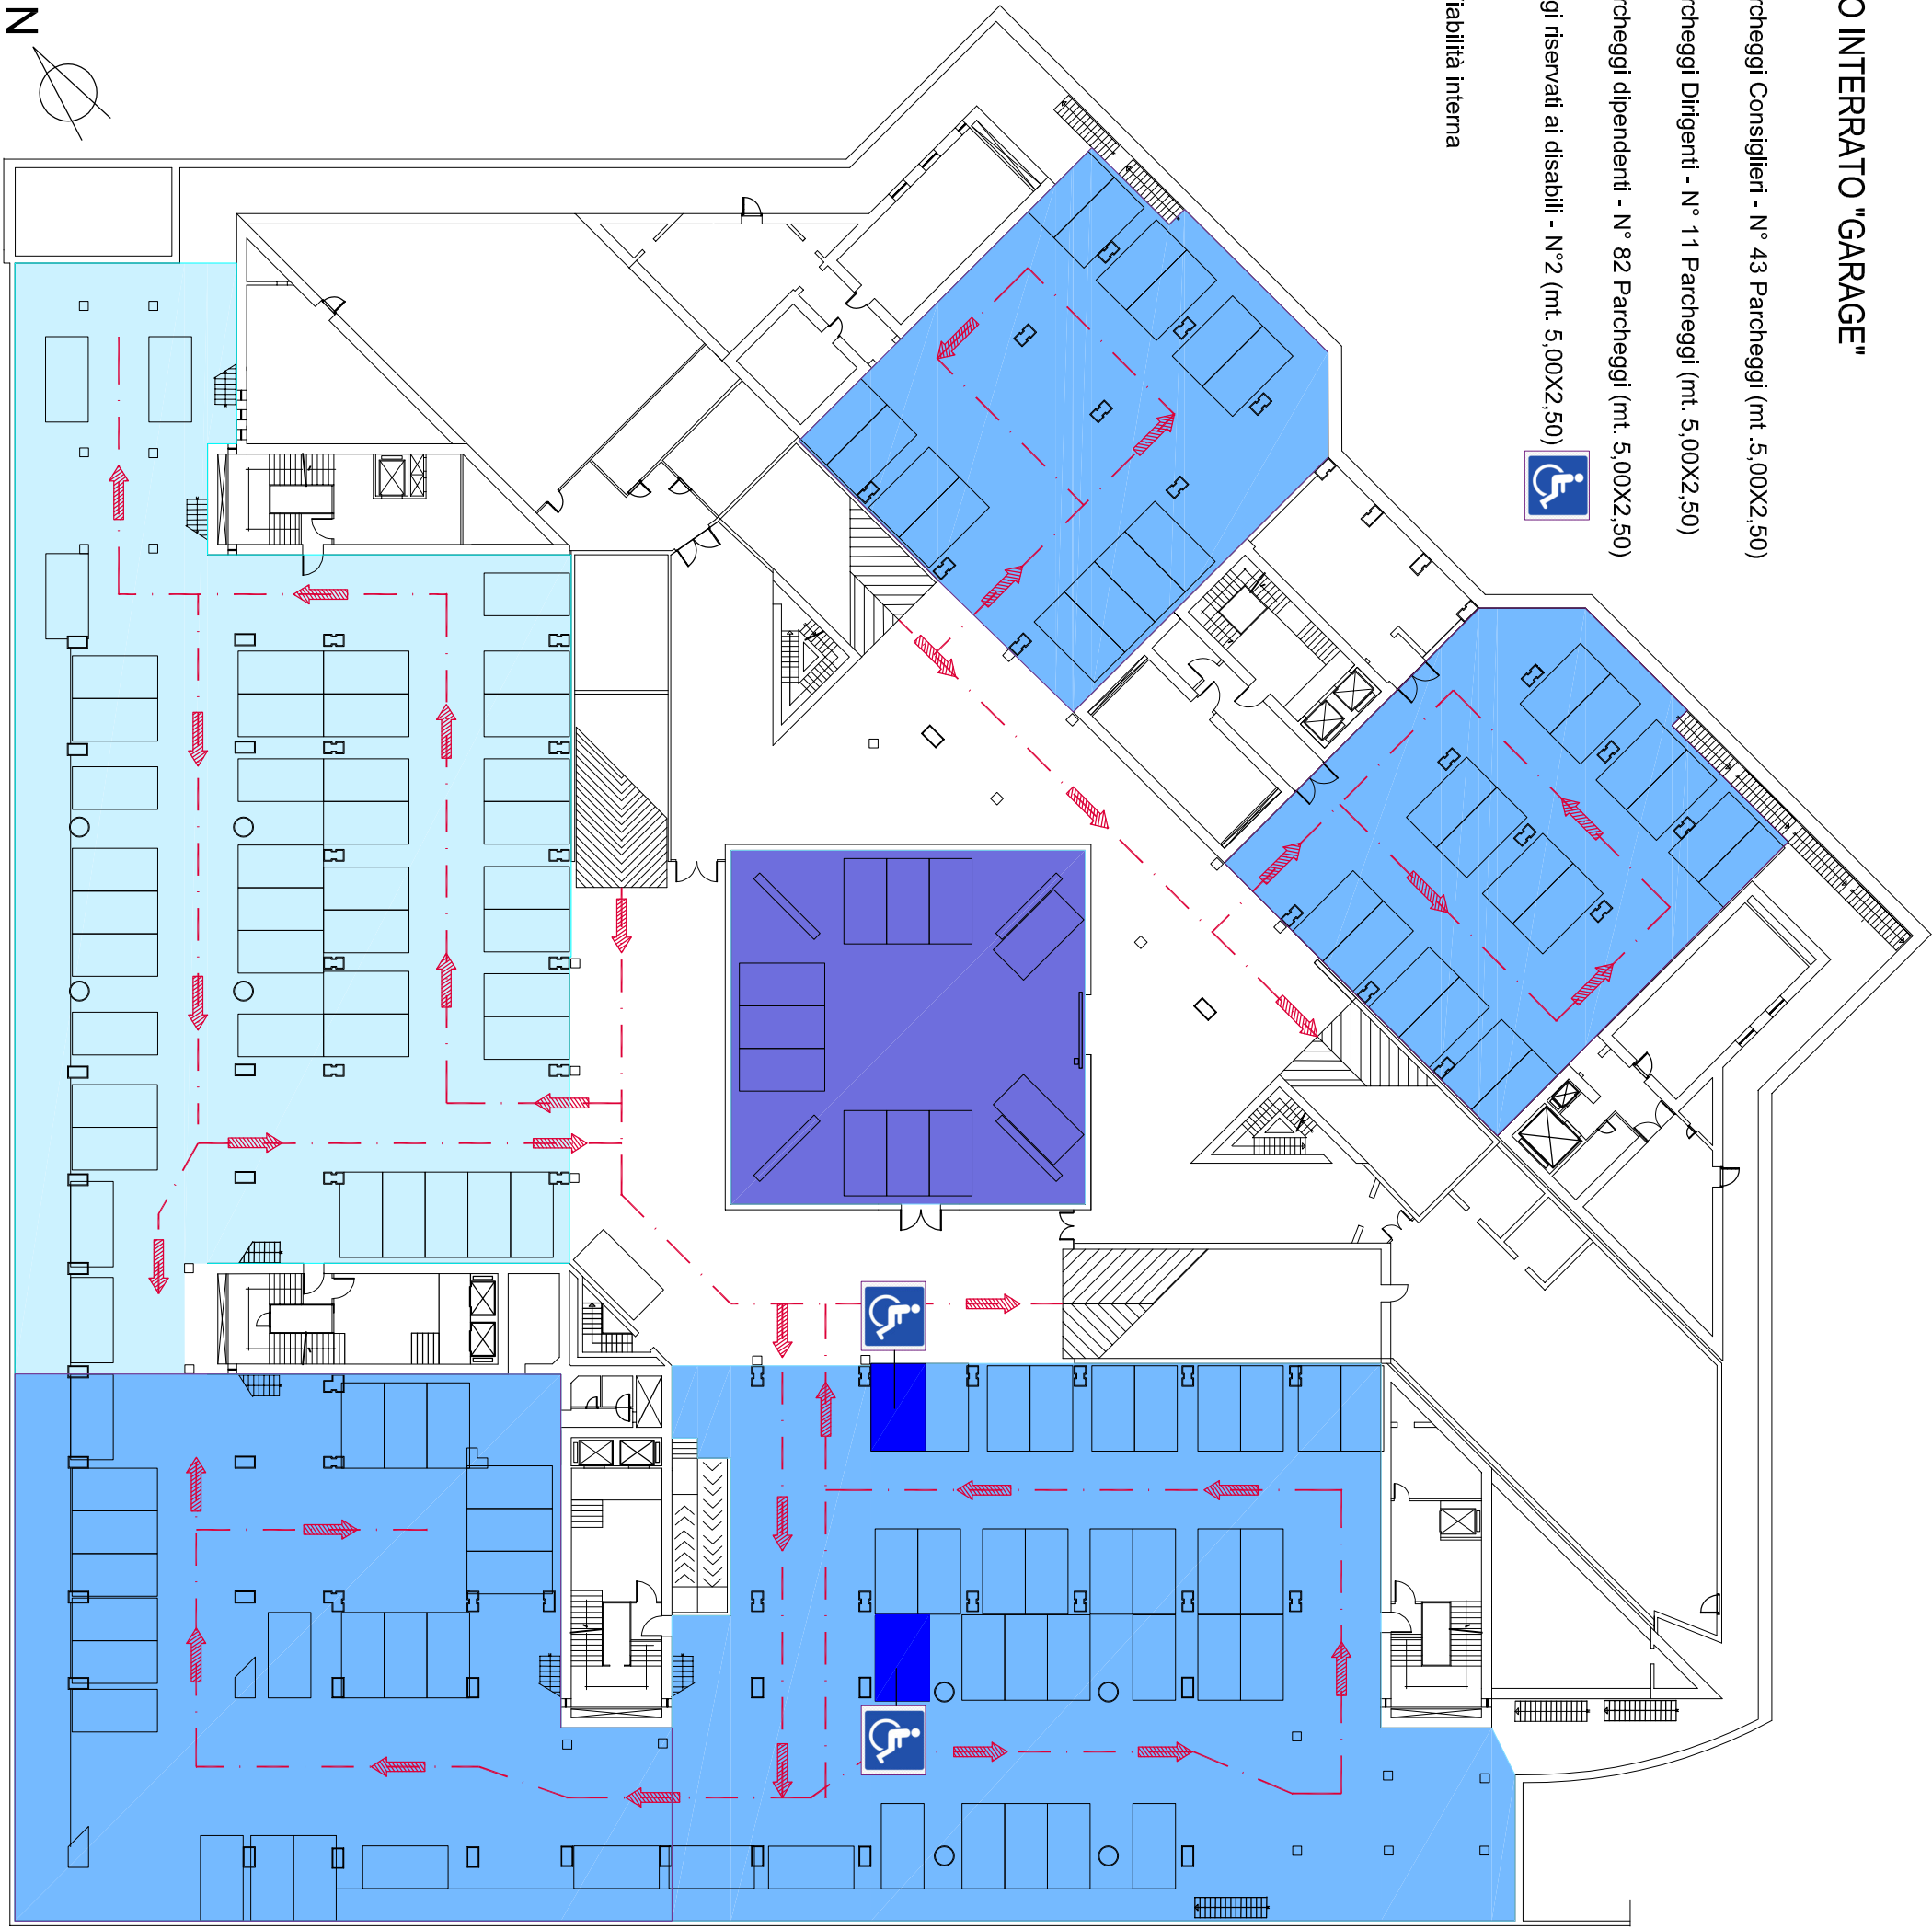 O INTERRATO "GARAGE"
rcheggi Consiglieri - N° 43 Parcheggi (mt .5,00X2,50)
rcheggi Dirigenti - N° 11 Parcheggi (mt. 5,00X2,50)
rcheggi dipendenti - N° 82 Parcheggi (mt. 5,00X2,50)
gi riservati ai disabili - N°2 (mt. 5,00X2,50)
iabilità interna
N